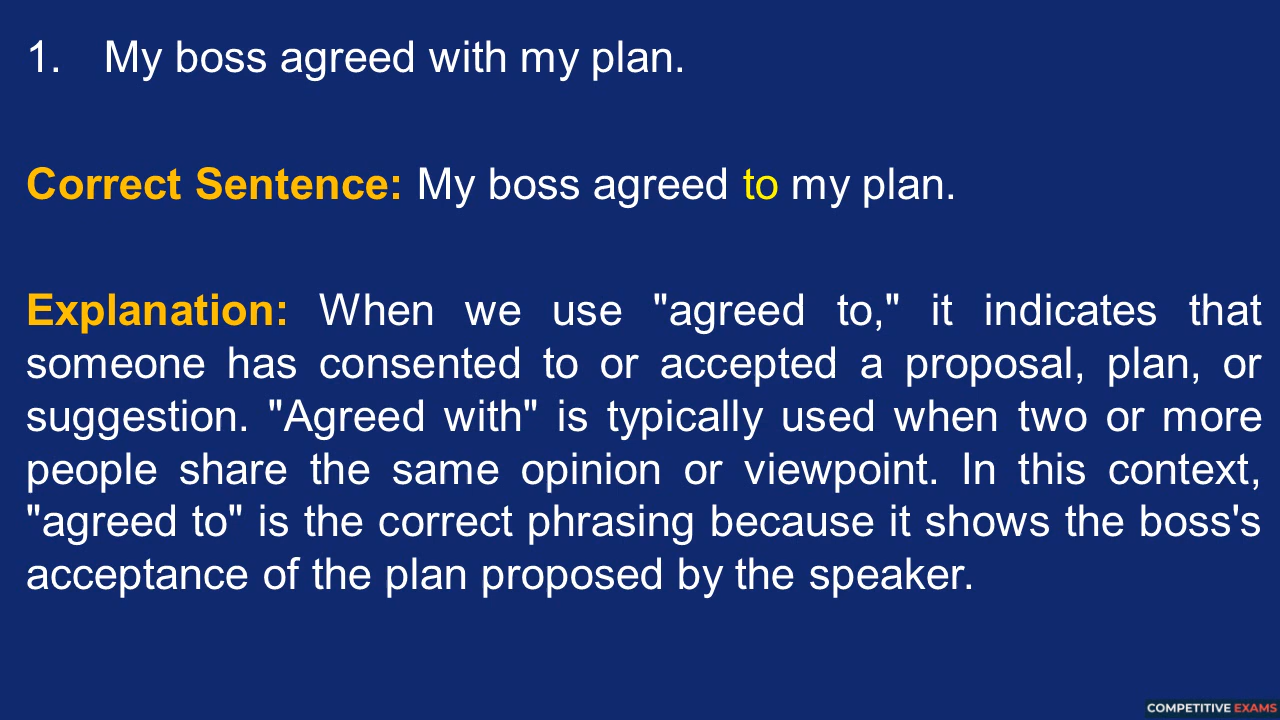 1. My boss agreed with my plan.
Correct Sentence: My boss agreed to my plan.
Explanation: When we use "agreed to," it indicates that
someone has consented to or accepted a proposal, plan, or
suggestion. "Agreed with" is typically used when two or more
people share the same opinion or viewpoint. In this context,
"agreed to" is the correct phrasing because it shows the boss's
acceptance of the plan proposed by the speaker.
COMPETITIVE EXAMS